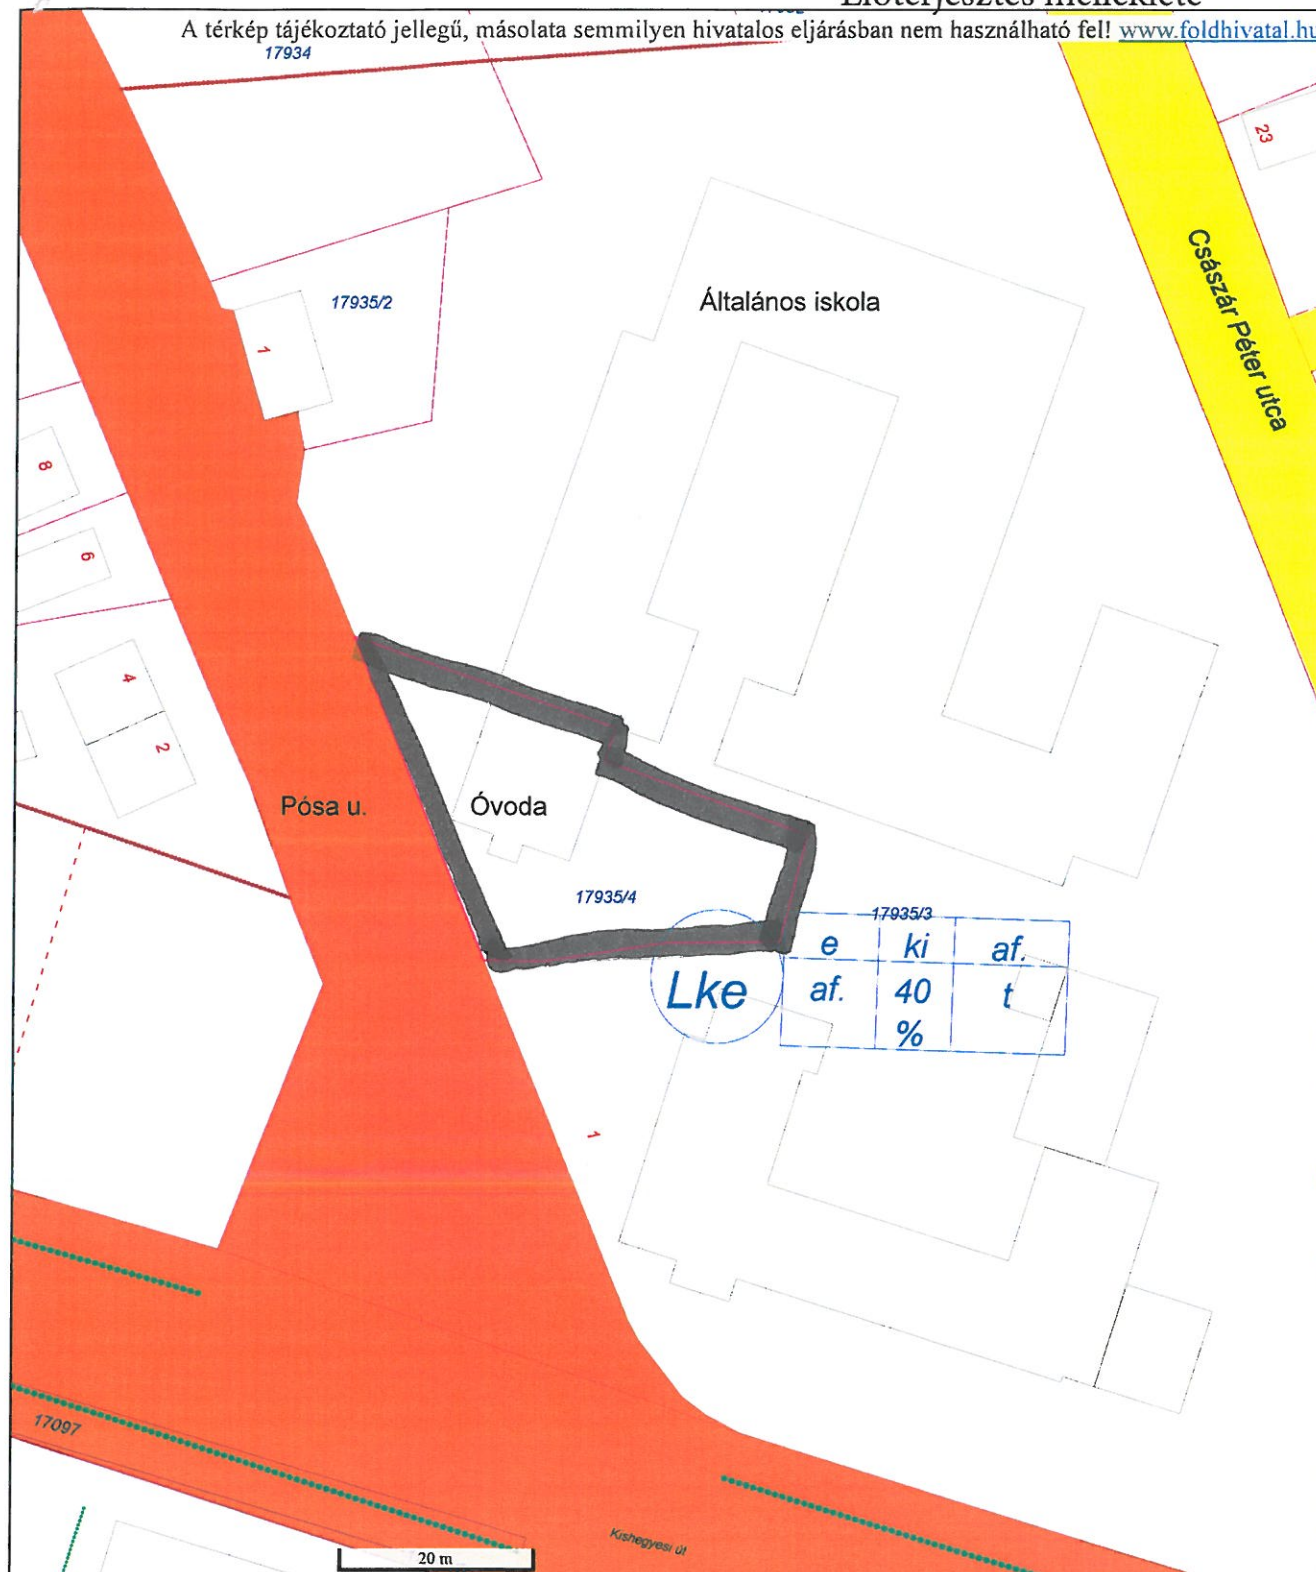 Előterjesztés melléklete
A térkép tájékoztató jellegű, másolata semmilyen hivatalos eljárásban nem használható fel! www.foldhivatal.hu
17934
23
Császár Péter utca
17935/2
Általános iskola
1
8
6
4
2
Pósa u.
Óvoda
17935/4
17935/3
Lke
e ki af.
af. 40 t
%
1
17097
Kishegyesi út
20 m